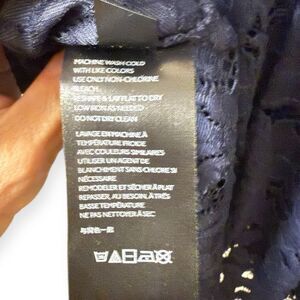 MACHINE WASH COLD
WITH LIKE COLORS
USE ONLY NON-CHLORINE
BLEACH
RESHAPE & LAY FLAT TO DRY
LOW IRON AS NEEDED
DO NOT DRY CLEAN
LAVAGE EN MACHINE À
TEMPÉRATURE FROIDE
AVEC COULEURS SIMILAIRES
UTILISER UN AGENT DE
BLANCHIMENT SANS CHLORE SI
NÉCESSAIRE
REMODELER ET SÉCHER À PLAT
REPASSER, AU BESOIN, À TRÈS
BASSE TEMPÉRATURE
NE PAS NETTOYER À SEC